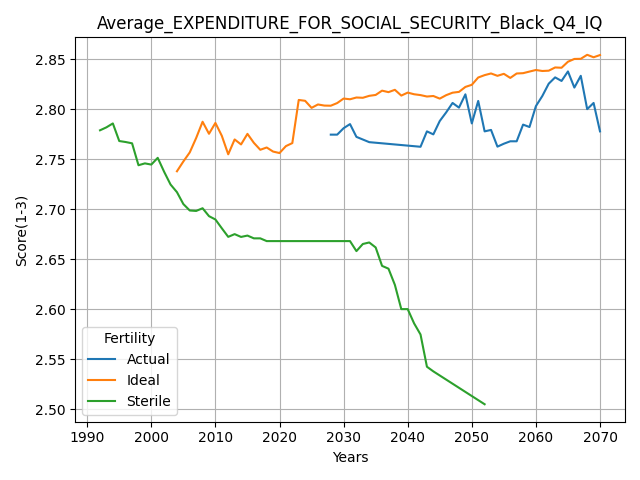 Average_EXPENDITURE_FOR_SOCIAL_SECURITY_Black_Q4_IQ
Score(1-3)
2.85
2.80
2.75
2.70
2.65
2.60
2.55
2.50
Fertility
Actual
Ideal
Sterile
1990 2000 2010 2020 2030 2040 2050 2060 2070
Years